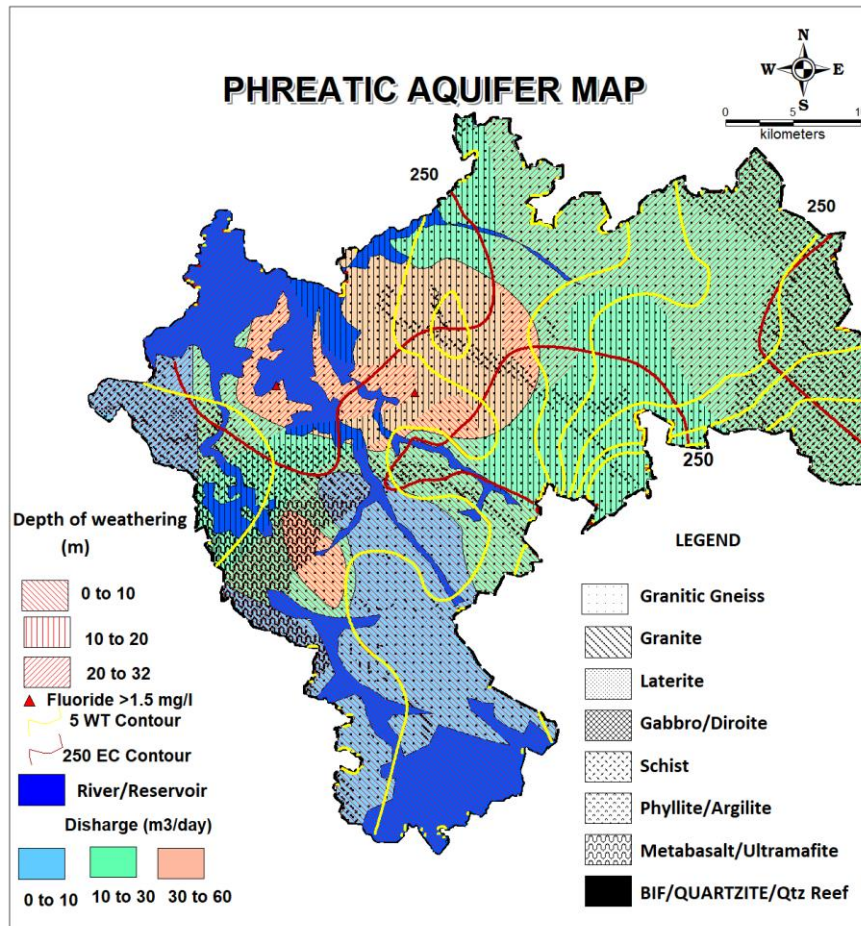 PHREATIC AQUIFER MAP
N
W E
S
0 5 10
kilometers
250
250
250
Depth of weathering
(m)
0 to 10
10 to 20
20 to 32
Fluoride >1.5 mg/l
5 WT Contour
250 EC Contour
River/Reservoir
Disharge (m3/day)
0 to 10 10 to 30 30 to 60
LEGEND
Granitic Gneiss
Granite
Laterite
Gabbro/Diroite
Schist
Phyllite/Argilite
Metabasalt/Ultramafite
BIF/QUARTZITE/Qtz Reef